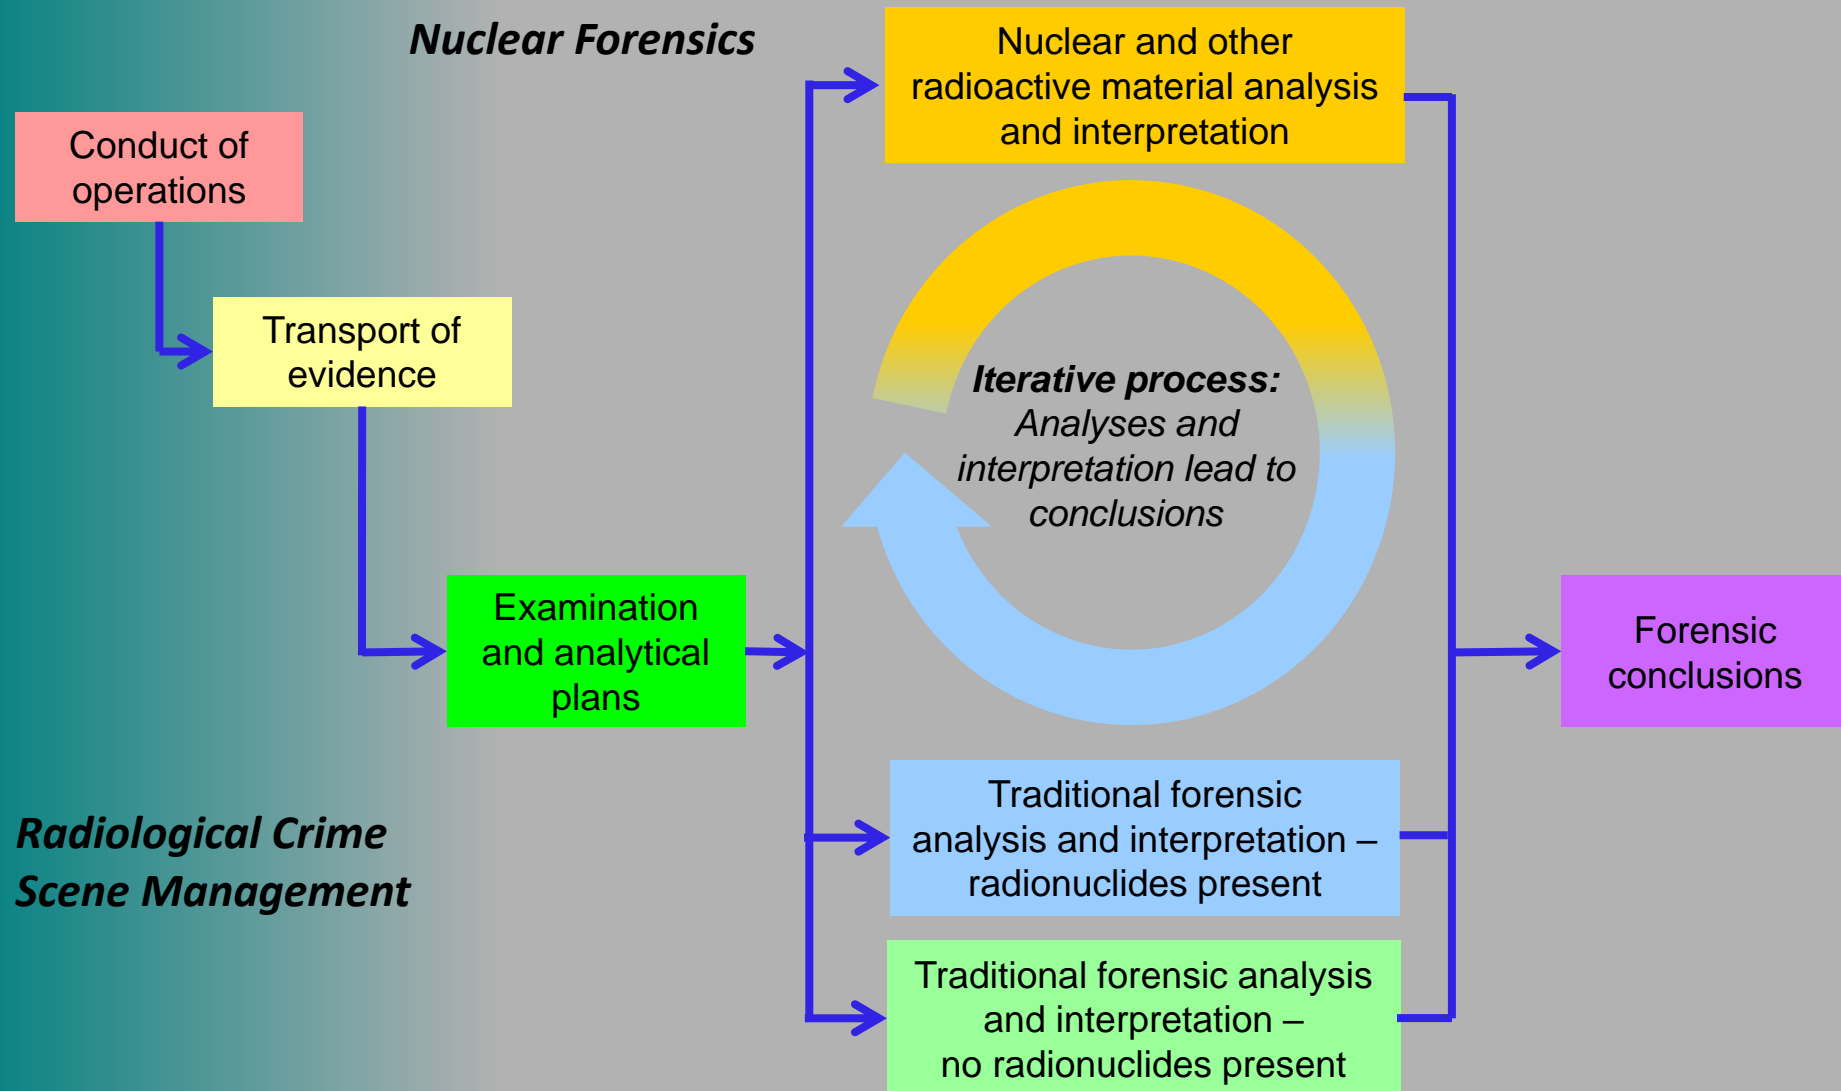 Nuclear Forensics
Nuclear and other
radioactive material analysis
and interpretation
Conduct of
operations
Transport of
evidence
Iterative process:
Analyses and
interpretation lead to
conclusions
Examination
and analytical
plans
Forensic
conclusions
Traditional forensic
analysis and interpretation –
radionuclides present
Radiological Crime
Scene Management
Traditional forensic analysis
and interpretation –
no radionuclides present